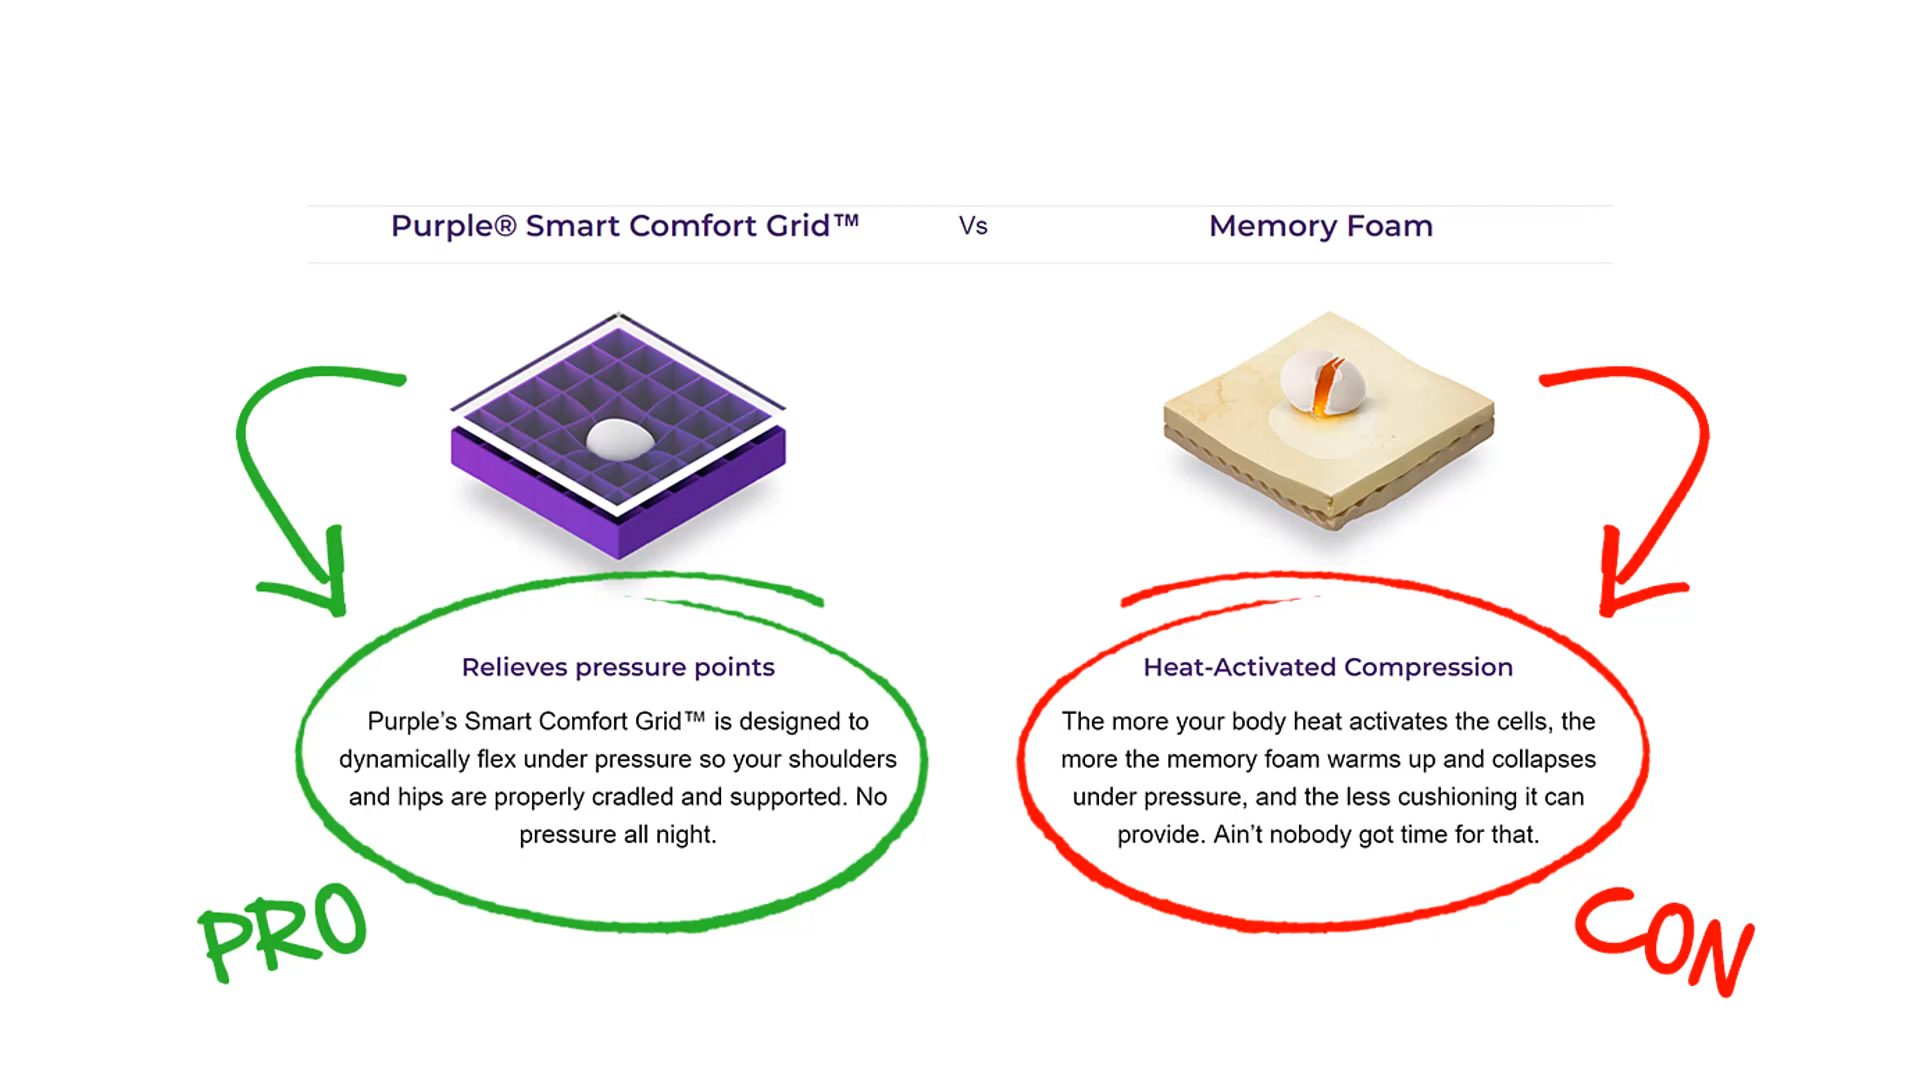 Purple® Smart Comfort Grid™ Vs Memory Foam
Relieves pressure points
Purple’s Smart Comfort Grid™ is designed to
dynamically flex under pressure so your shoulders
and hips are properly cradled and supported. No
pressure all night.
PRO
Heat-Activated Compression
The more your body heat activates the cells, the
more the memory foam warms up and collapses
under pressure, and the less cushioning it can
provide. Ain’t nobody got time for that.
CON